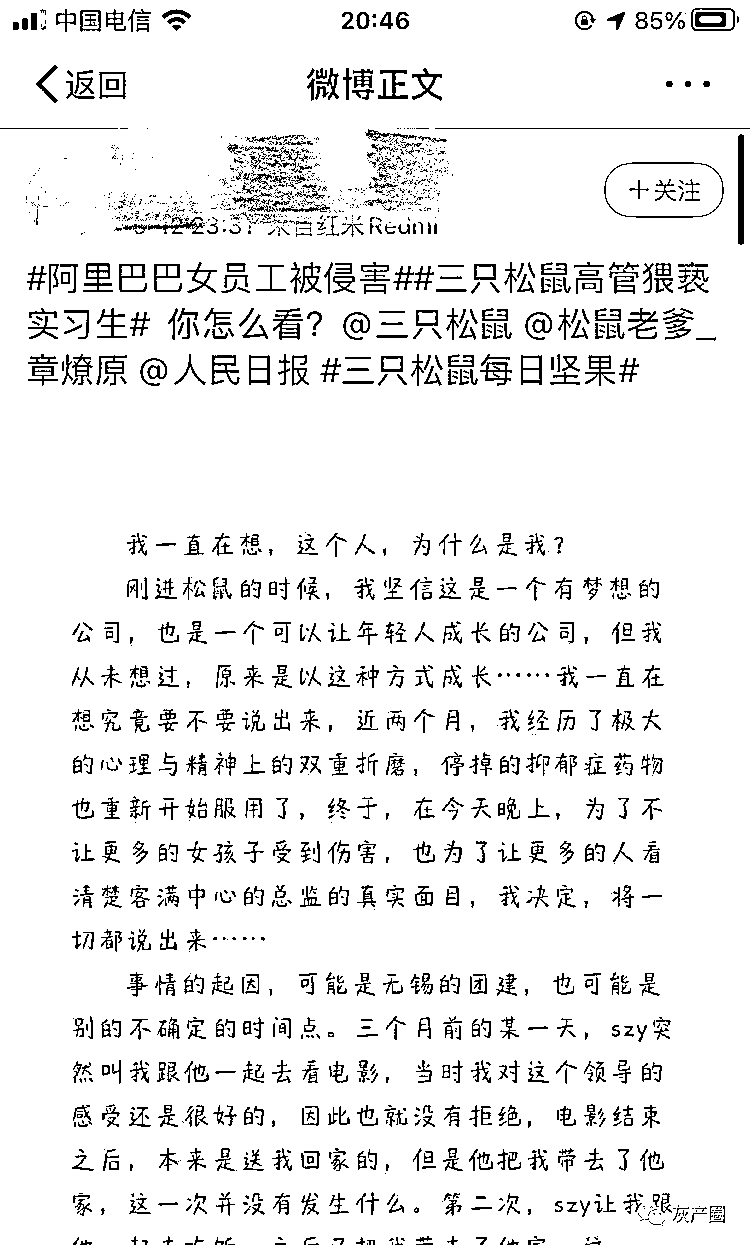 中国电信 20:46 85%
返回 微博正文 ···
+关注
23:37 来自红米Redmi
#阿里巴巴女员工被侵害##三只松鼠高管猥亵
实习生# 你怎么看？@三只松鼠 @松鼠老爹_
章燎原 @人民日报 #三只松鼠每日坚果#
我一直在想，这个人，为什么是我？
刚进松鼠的时候，我坚信这是一个有梦想的
公司，也是一个可以让年轻人成长的公司，但我
从未想过，原来是以这种方式成长……我一直在
想究竟要不要说出来，近两个月，我经历了极大
的心理与精神上的双重折磨，停掉的抑郁症药物
也重新开始服用了，终于，在今天晚上，为了不
让更多的女孩子受到伤害，也为了让更多的人看
清楚客满中心的总监的真实面目，我决定，将一
切都说出来……
事情的起因，可能是无锡的团建，也可能是
别的不确定的时间点。三个月前的某一天，szy突
然叫我跟他一起去看电影，当时我对这个领导的
感受还是很好的，因此也就没有拒绝，电影结束
之后，本来是送我回家的，但是他把我带去了他
家，这一次并没有发生什么。第二次，szy让我跟
灰产圈